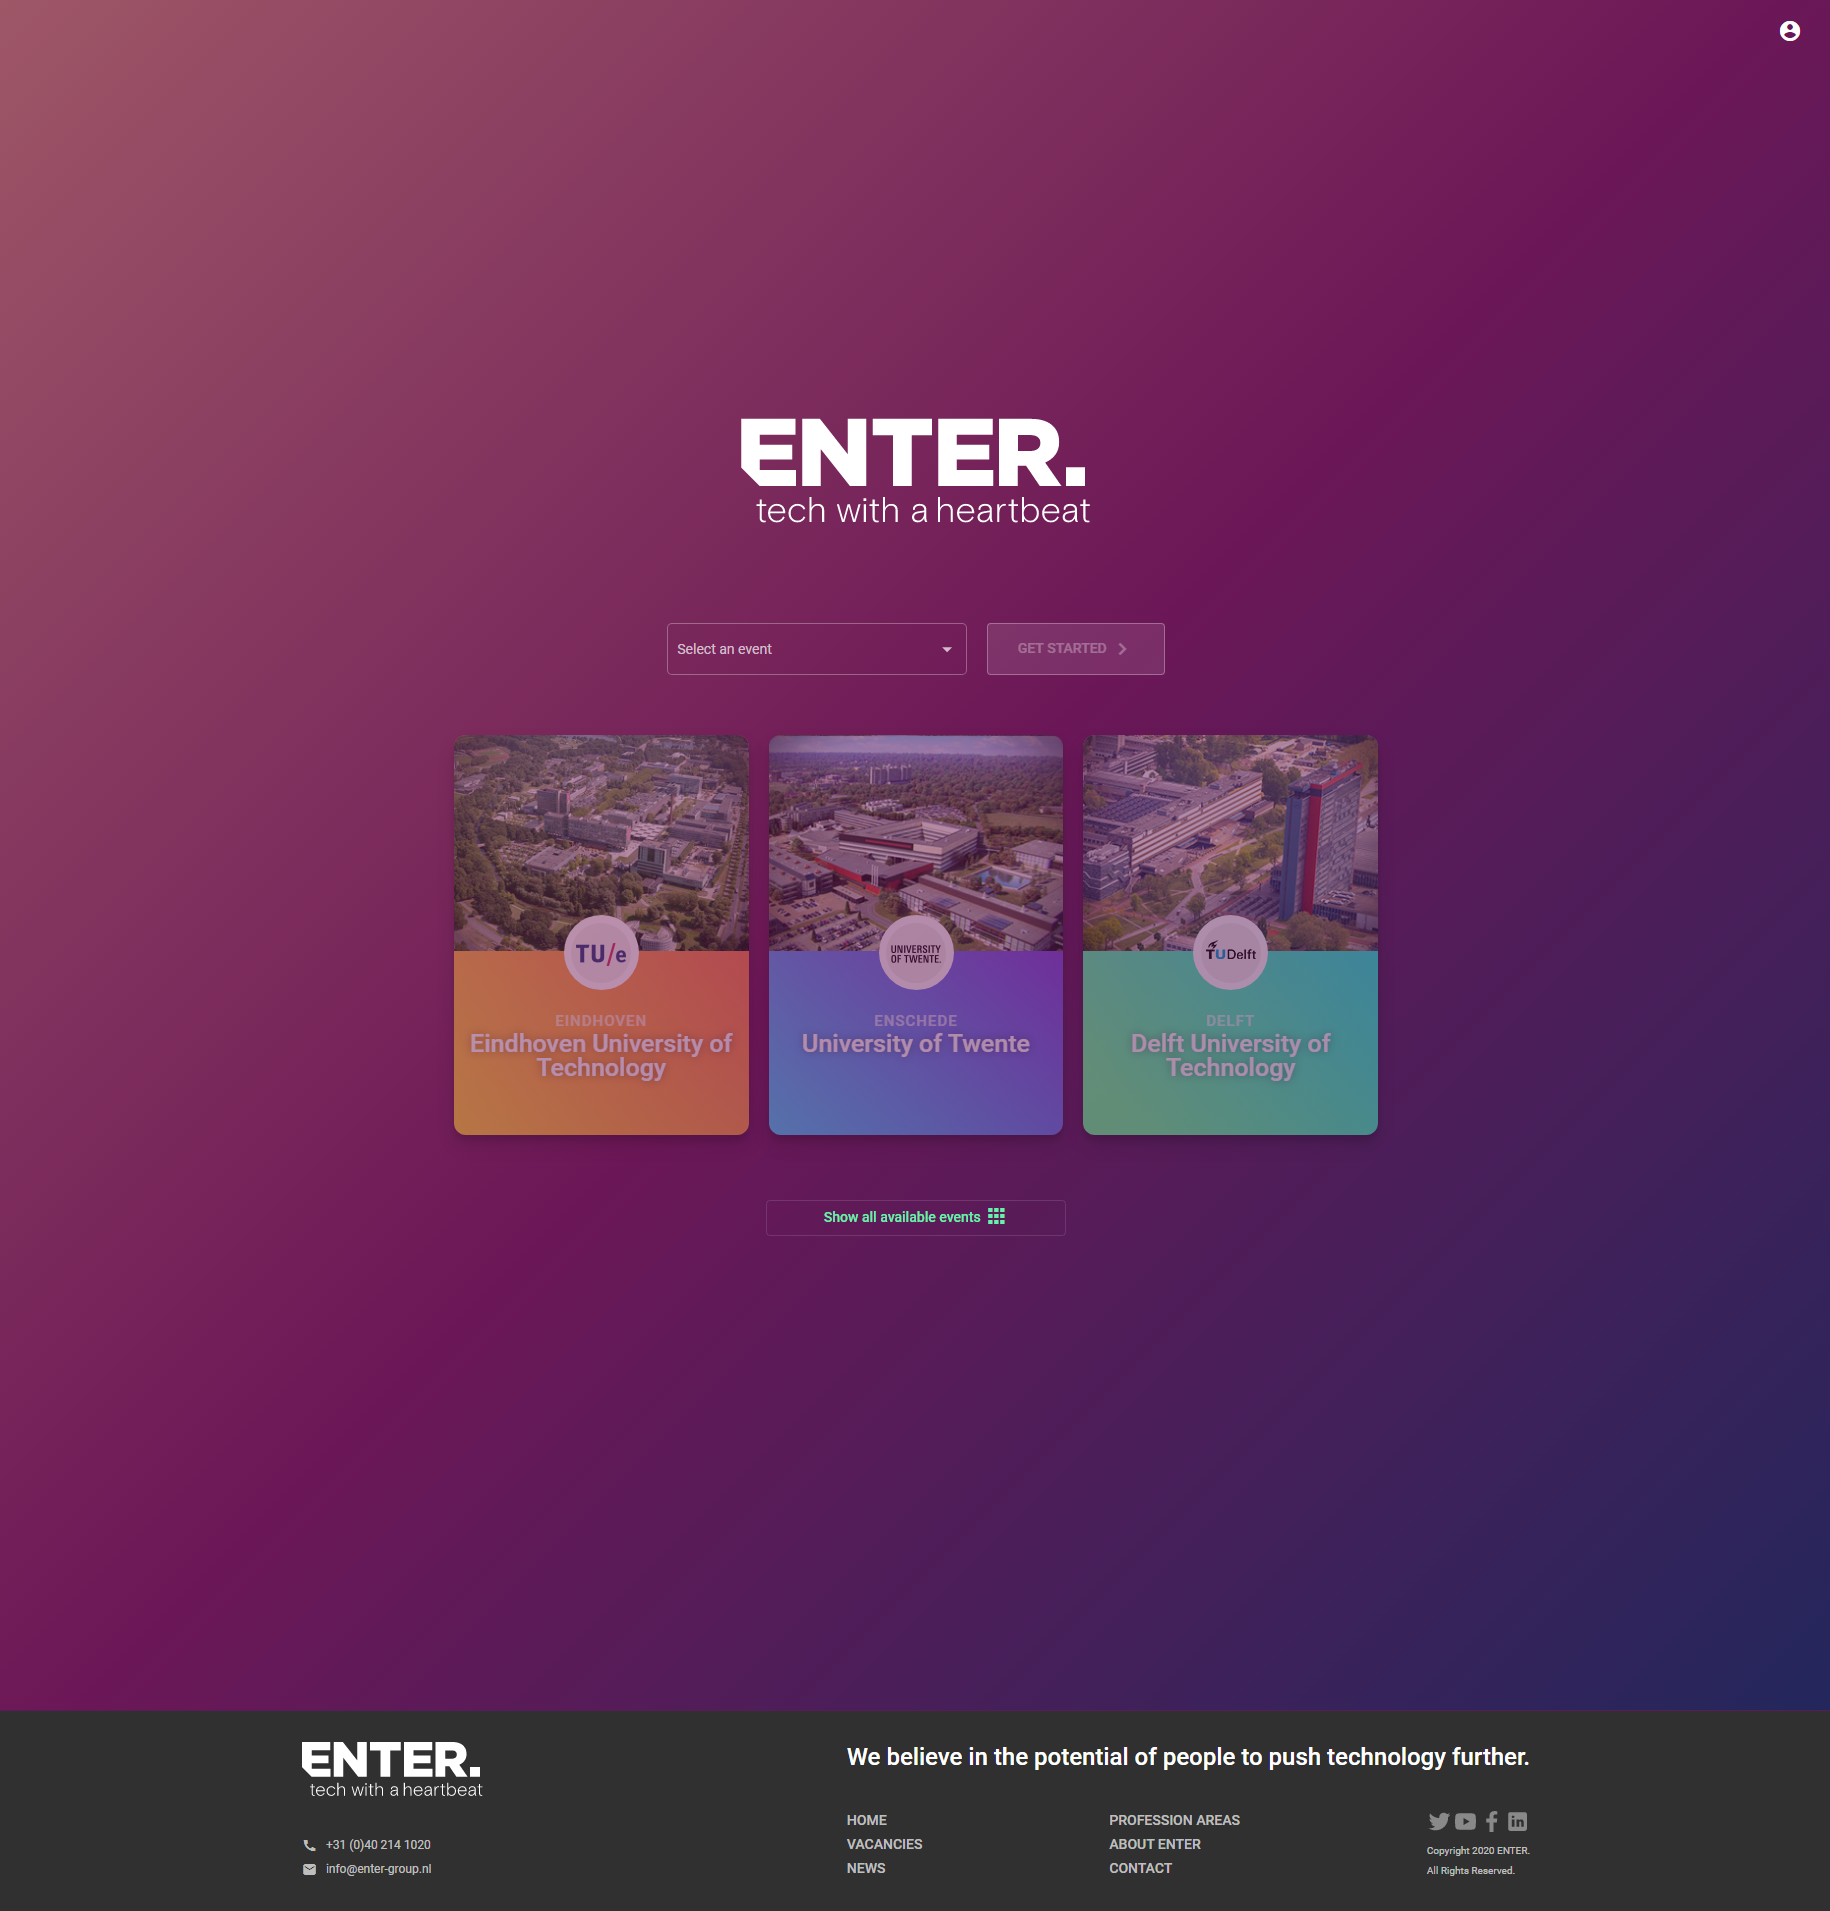 ENTER.
tech with a heartbeat
Select an event
GET STARTED
TU/e
EINDHOVEN
Eindhoven University of
Technology
UNIVERSITY
OF TWENTE.
ENSCHEDE
University of Twente
TUDelft
DELFT
Delft University of
Technology
Show all available events
ENTER.
tech with a heartbeat
+31 (0)40 214 1020
info@enter-group.nl
We believe in the potential of people to push technology further.
HOME
VACANCIES
NEWS
PROFESSION AREAS
ABOUT ENTER
CONTACT
Copyright 2020 ENTER.
All Rights Reserved.